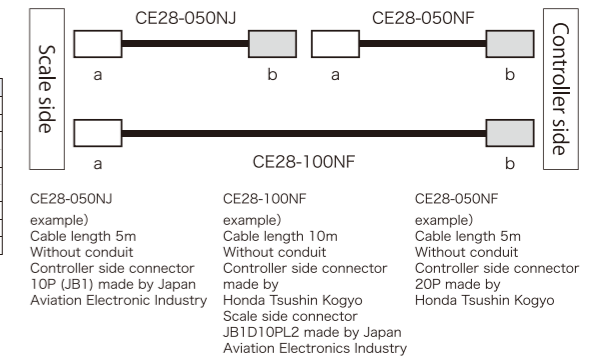 CE28-050NJ
CE28-050NF
Scale side
Controller side
a
b
a
b
a
CE28-100NF
b
CE28-050NJ
example)
Cable length 5m
Without conduit
Controller side connector
10P (JB1) made by Japan
Aviation Electronic Industry
CE28-100NF
example)
Cable length 10m
Without conduit
Controller side connector
made by
Honda Tsushin Kogyo
Scale side connector
JB1D10PL2 made by Japan
Aviation Electronics Industry
CE28-050NF
example)
Cable length 5m
Without conduit
Controller side connector
20P made by
Honda Tsushin Kogyo